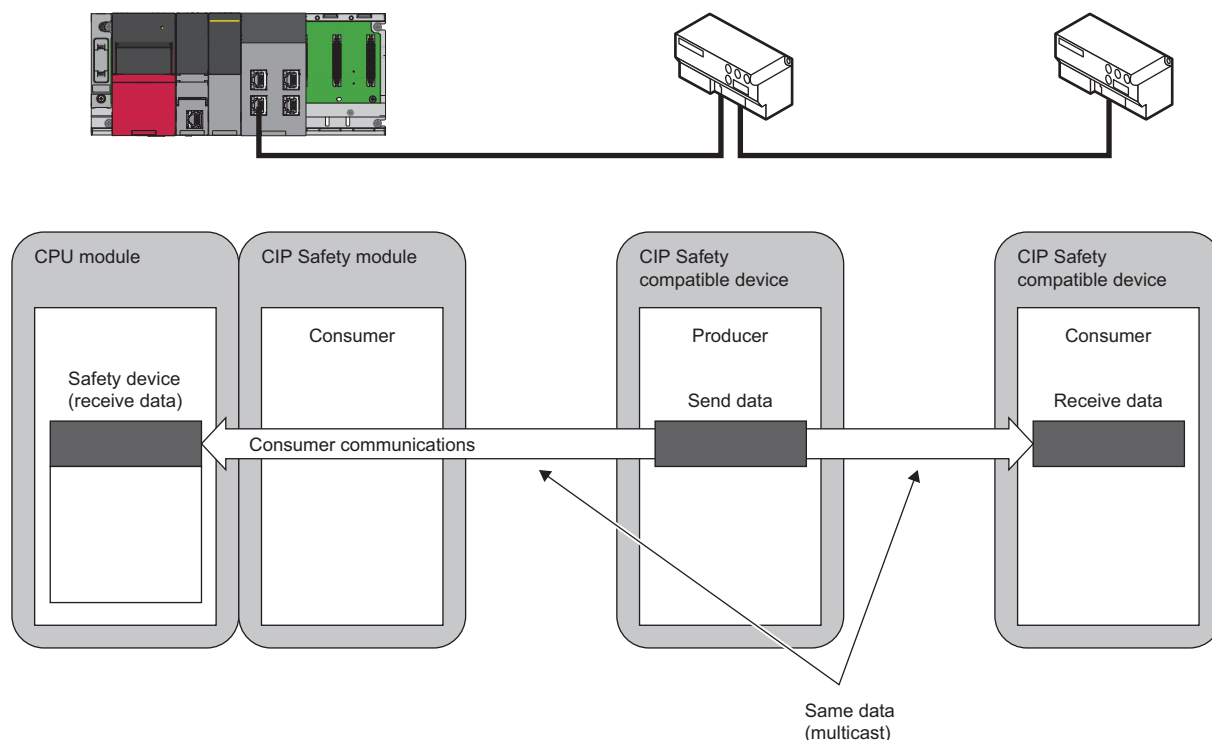 CPU module
CIP Safety module
CIP Safety
compatible device
CIP Safety
compatible device
Consumer
Producer
Consumer
Safety device
(receive data)
Send data
Receive data
Consumer communications
Same data
(multicast)